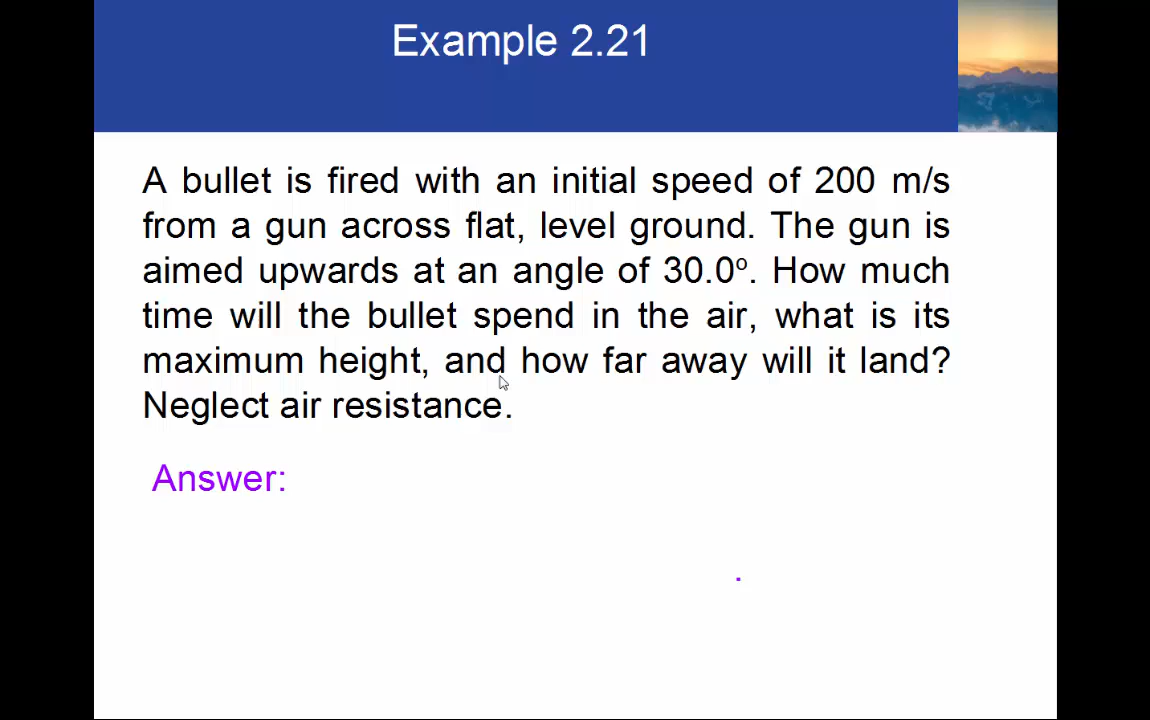 Example 2.21
A bullet is fired with an initial speed of 200 m/s
from a gun across flat, level ground. The gun is
aimed upwards at an angle of 30.0º. How much
time will the bullet spend in the air, what is its
maximum height, and how far away will it land?
Neglect air resistance.
Answer:
.